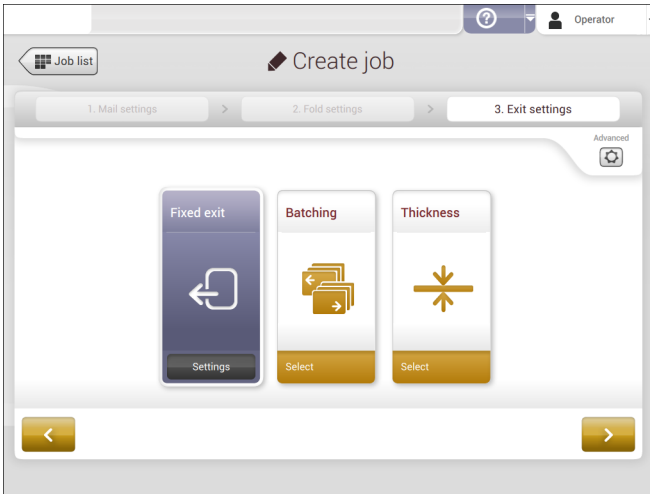 Operator
Job list
Create job
1. Mail settings > 2. Fold settings > 3. Exit settings
Advanced
Fixed exit
Batching
Thickness
Settings
Select
Select